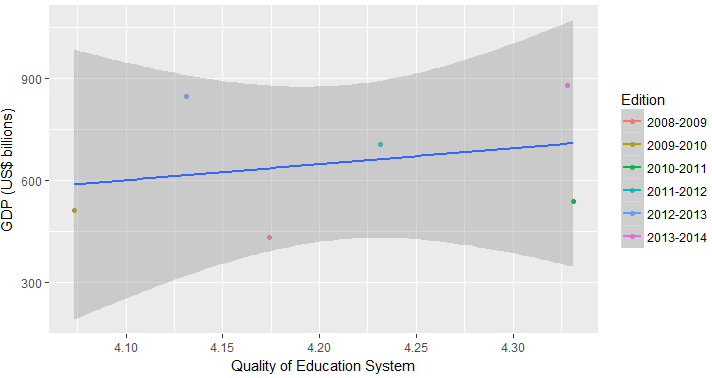 GDP (US$ billions)
900
600
300
4.10 4.15 4.20 4.25 4.30
Quality of Education System
Edition
2008-2009
2009-2010
2010-2011
2011-2012
2012-2013
2013-2014